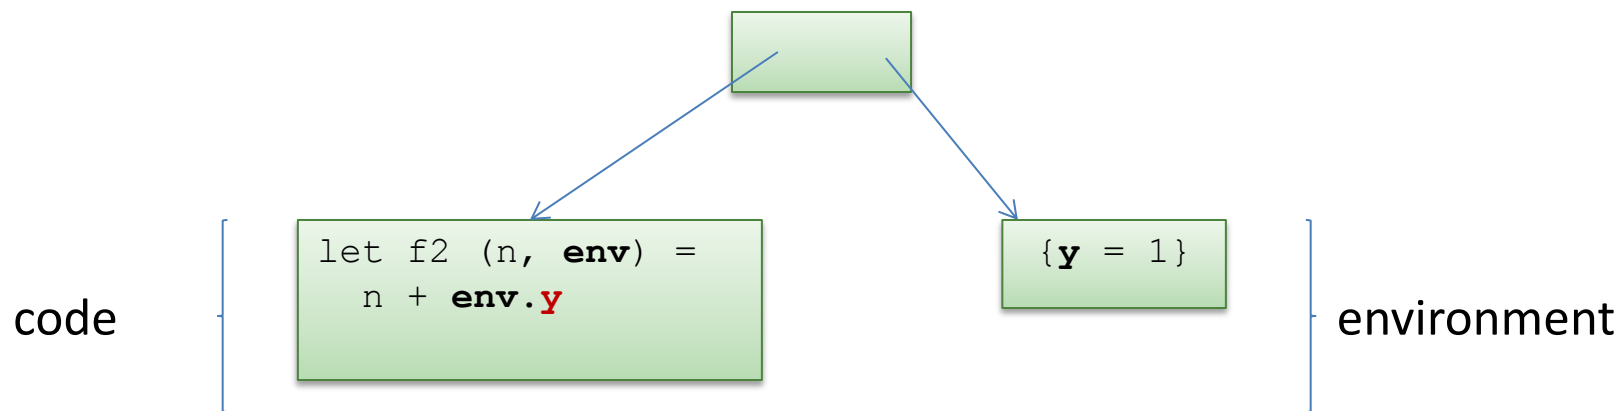 let f2 (n, env) =
  n + env.y
{y = 1}
code
environment